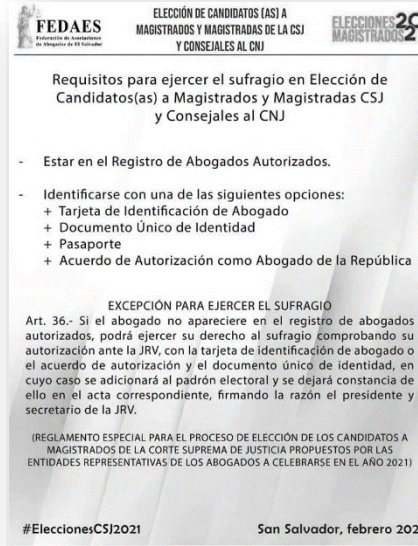 FEDAES
Federación de Asociaciones
de Abogados de El Salvador
ELECCIÓN DE CANDIDATOS (AS) A
MAGISTRADOS Y MAGISTRADAS DE LA CSJ
Y CONSEJALES AL CNJ
ELECCIONES 20
MAGISTRADOS 2
Requisitos para ejercer el sufragio en Elección de
Candidatos(as) a Magistrados y Magistradas CSJ
y Consejales al CNJ
- Estar en el Registro de Abogados Autorizados.
- Identificarse con una de las siguientes opciones:
+ Tarjeta de Identificación de Abogado
+ Documento Único de Identidad
+ Pasaporte
+ Acuerdo de Autorización como Abogado de la República
EXCEPCIÓN PARA EJERCER EL SUFRAGIO
Art. 36.- Si el abogado no apareciere en el registro de abogados
autorizados, podrá ejercer su derecho al sufragio comprobando su
autorización ante la JRV, con la tarjeta de identificación de abogado o
el acuerdo de autorización y el documento único de identidad, en
cuyo caso se adicionará al padrón electoral y se dejará constancia de
ello en el acta correspondiente, firmando la razón el presidente y
secretario de la JRV.
(REGLAMENTO ESPECIAL PARA EL PROCESO DE ELECCIÓN DE LOS CANDIDATOS A
MAGISTRADOS DE LA CORTE SUPREMA DE JUSTICIA PROPUESTOS POR LAS
ENTIDADES REPRESENTATIVAS DE LOS ABOGADOS A CELEBRARSE EN EL AÑO 2021)
#EleccionesCSJ2021
San Salvador, febrero 202